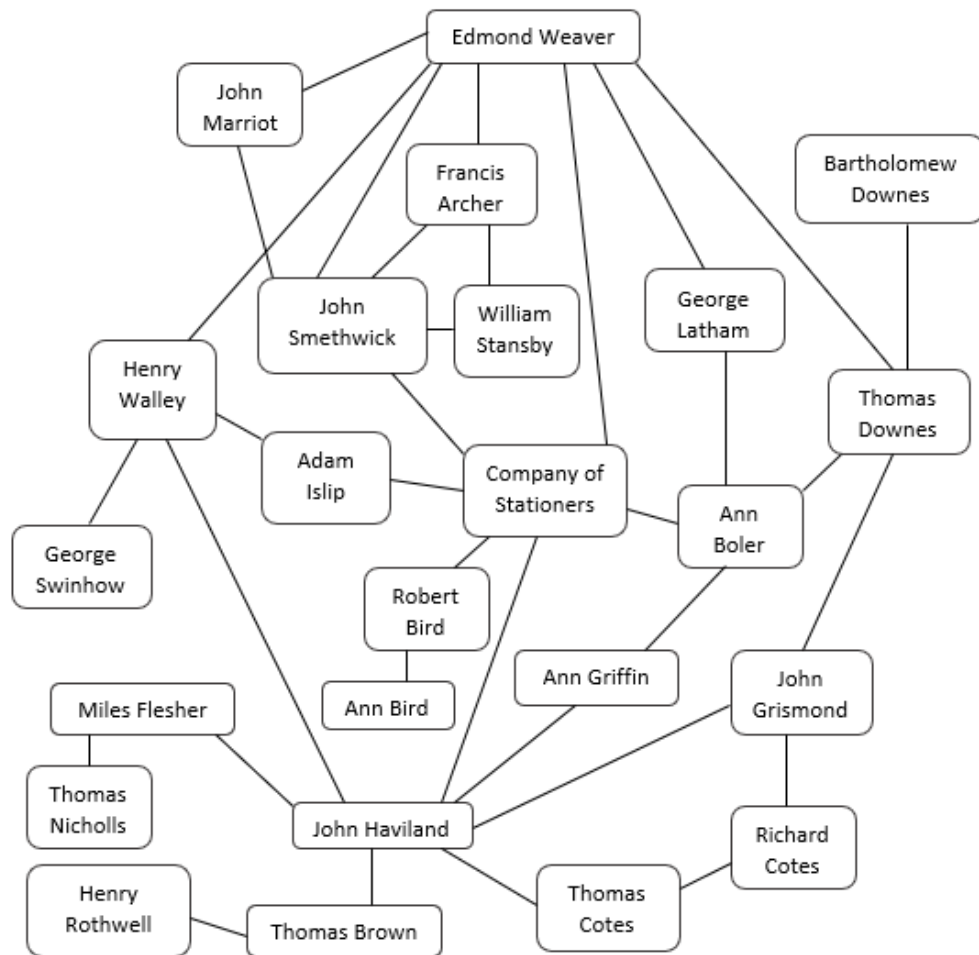 Edmond Weaver
John
Marriot
Bartholomew
Downes
Francis
Archer
John
Smethwick
William
Stansby
George
Latham
Henry
Walley
Thomas
Downes
Adam
Islip
Company of
Stationers
Ann
Boler
George
Swinhow
Robert
Bird
Ann Griffin
John
Grismond
Ann Bird
Miles Flesher
Thomas
Nicholls
John Haviland
Richard
Cotes
Henry
Rothwell
Thomas Brown
Thomas
Cotes